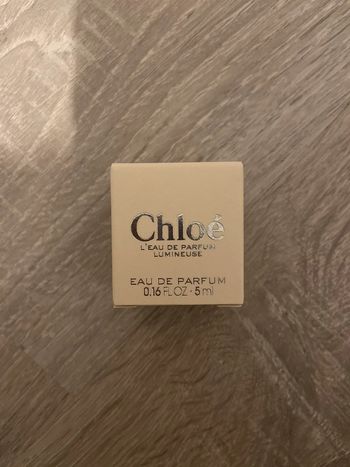 Chloé
L'EAU DE PARFUM
LUMINEUSE
EAU DE PARFUM
0.16 FL OZ - 5 ml